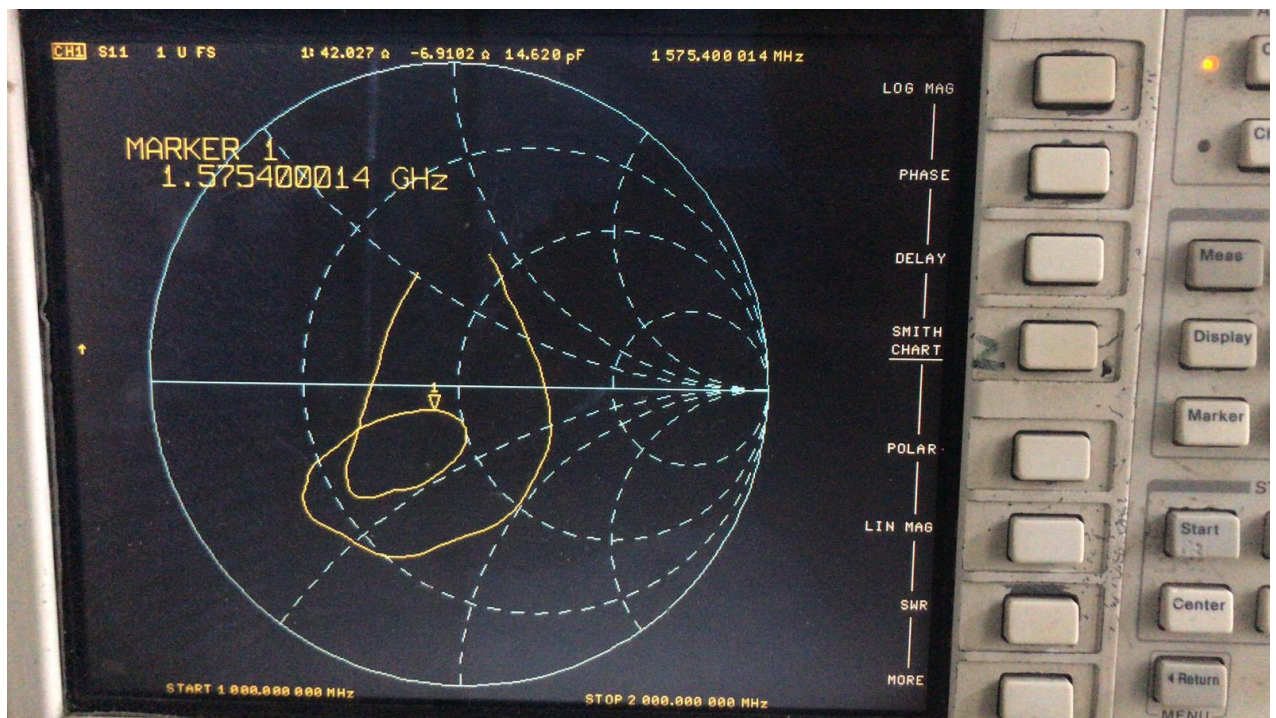 CH1 S11 1 U FS 1: 42.027 Ω -6.9102 Ω 14.620 pF 1 575.400 014 MHz
MARKER 1
1.575400014 GHz
1
LOG MAG
PHASE
DELAY
SMITH
CHART
POLAR
LIN MAG
SWR
MORE
START 1 000.000 000 MHz
STOP 2 000.000 000 MHz
Meas
Display
Marker
Start
Center
Return
MENU